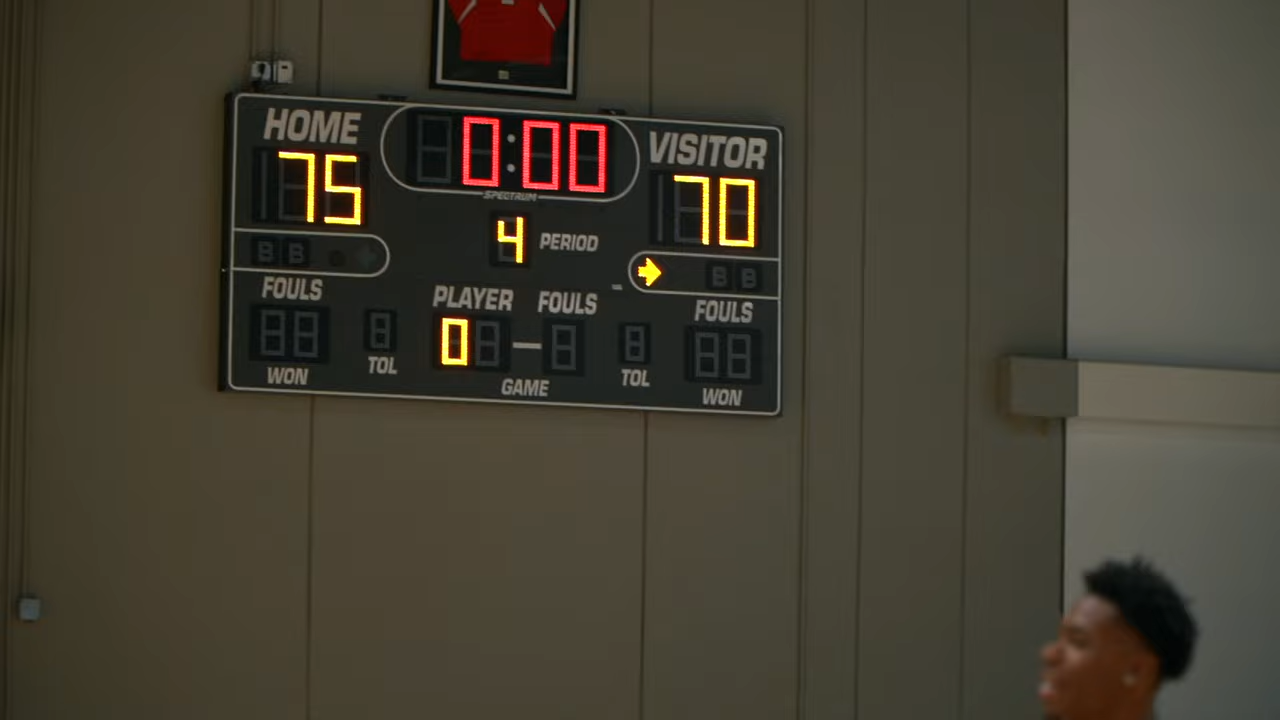 HOME
0:00
VISITOR
75
70
SPECTRUM
4 PERIOD
B B
B B
FOULS
PLAYER
FOULS
FOULS
0
WON
TOL
GAME
TOL
WON